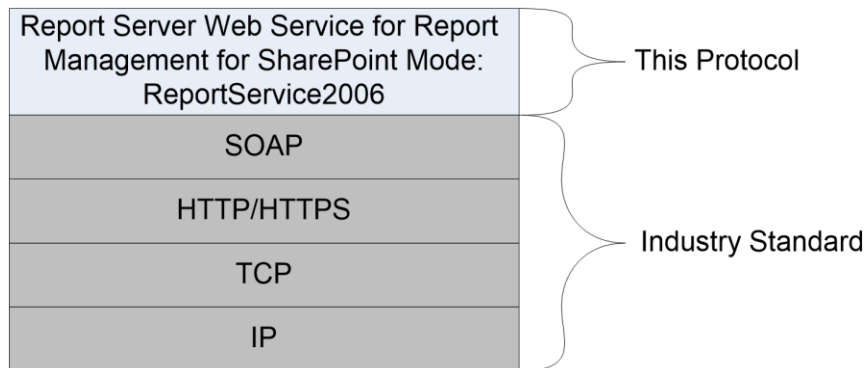 Report Server Web Service for Report
Management for SharePoint Mode:
ReportService2006
This Protocol
SOAP
HTTP/HTTPS
TCP
IP
Industry Standard